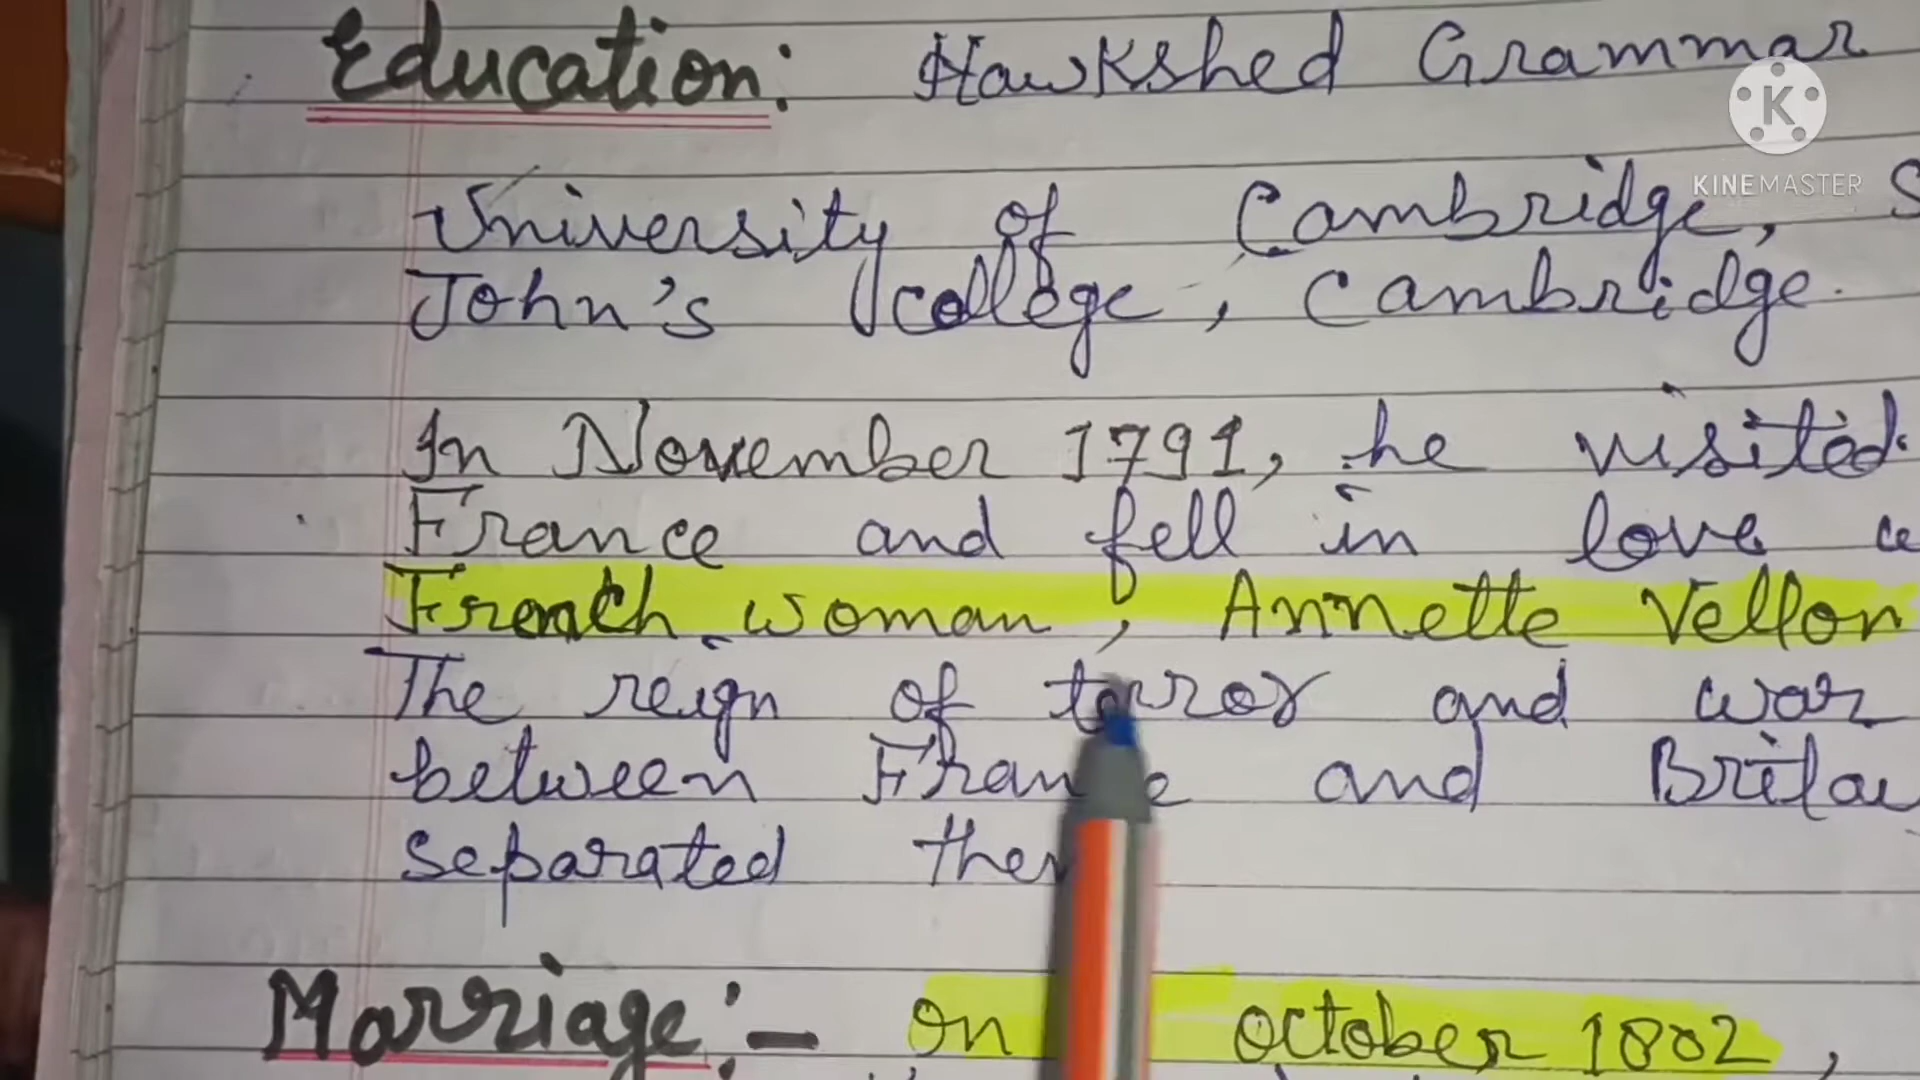 Education: Hawkshed Grammar
K
KINEMASTER
University of Cambridge, S
John's College, Cambridge.
In November 1791, he visited
France and fell in love
French woman, Annette Vellon
The reign of terror and war
between France and Britai
separated them
Marriage:- On October 1802,